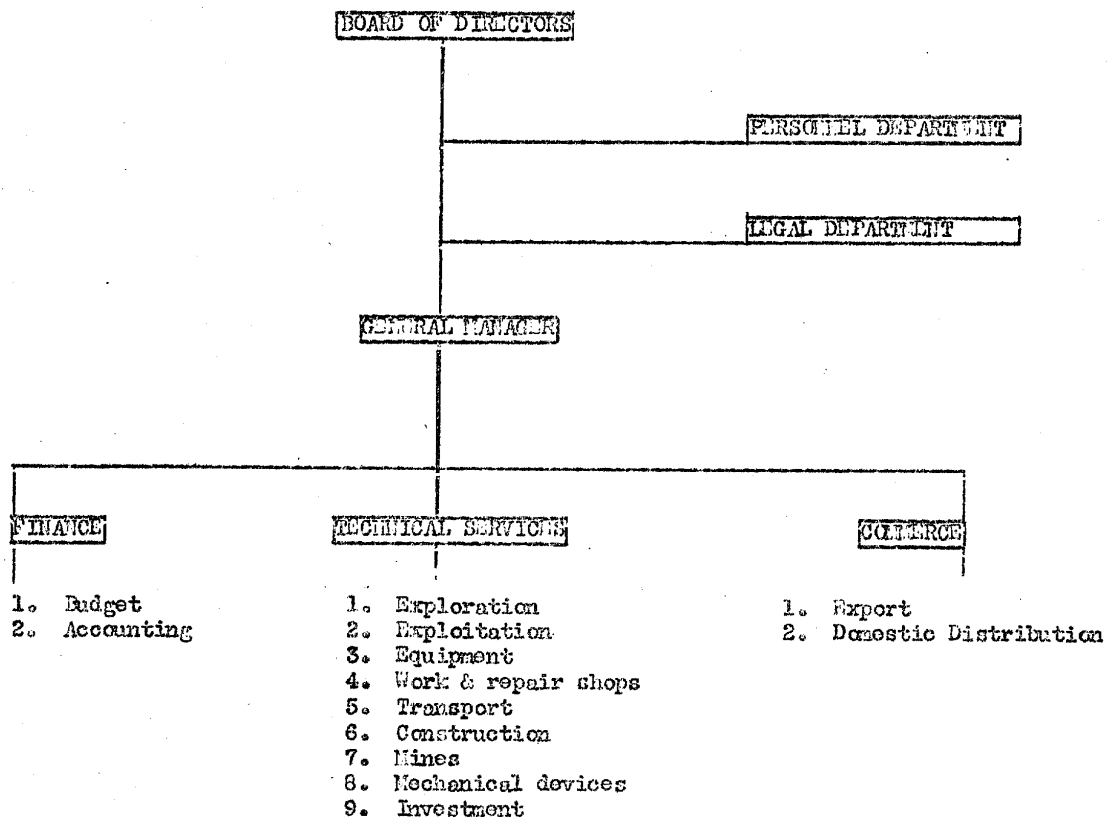 BOARD OF DIRECTORS
PERSONNEL DEPARTMENT
LEGAL DEPARTMENT
GENERAL MANAGER
FINANCE
TECHNICAL SERVICES
COMMERCE
1. Budget
2. Accounting
1. Exploration
2. Exploitation
3. Equipment
4. Work & repair shops
5. Transport
6. Construction
7. Mines
8. Mechanical devices
9. Investment
1. Export
2. Domestic Distribution